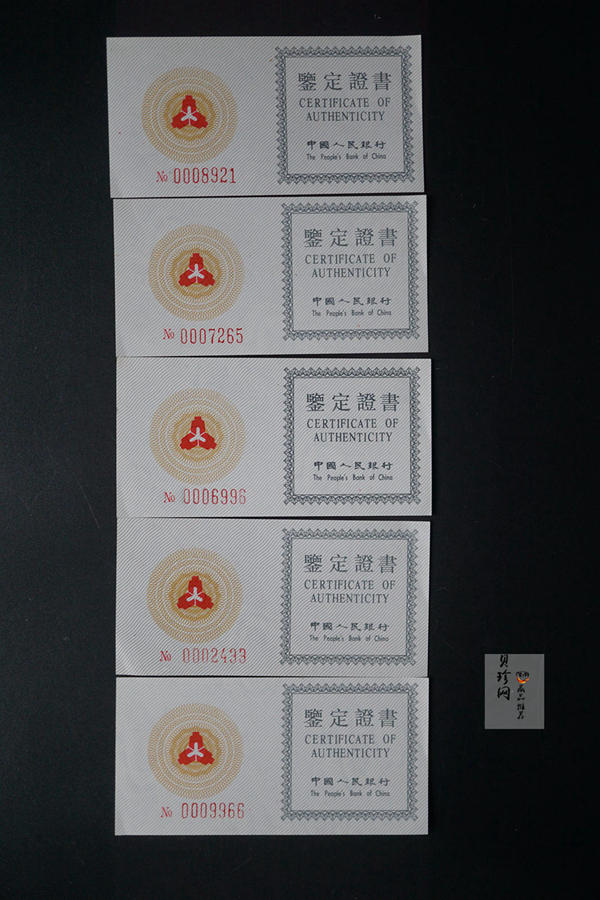 鑒定證書
CERTIFICATE OF
AUTHENTICITY
中國人民銀行
The People's Bank of China
№ 0008921
鑒定證書
CERTIFICATE OF
AUTHENTICITY
中國人民銀行
The People's Bank of China
№ 0007265
鑒定證書
CERTIFICATE OF
AUTHENTICITY
中國人民銀行
The People's Bank of China
№ 0006996
鑒定證書
CERTIFICATE OF
AUTHENTICITY
中國人民銀行
The People's Bank of China
№ 0002433
鑒定證書
CERTIFICATE OF
AUTHENTICITY
中國人民銀行
The People's Bank of China
№ 0009966
珍网